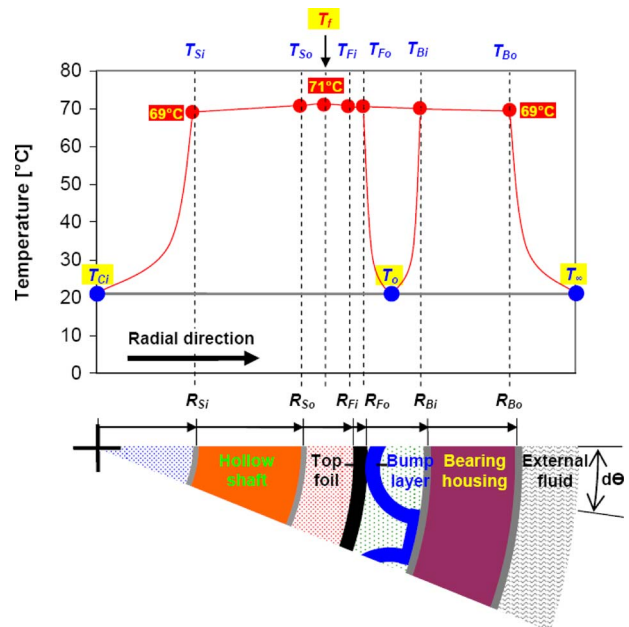 T_f
T_Si T_So T_Fi T_Fo T_Bi T_Bo
80
70
60
50
40
30
20
10
0
Temperature [°C]
69°C
71°C
69°C
T_Ci
T_o
T_∞
Radial direction
R_Si R_So R_Fi R_Fo R_Bi R_Bo
Hollow shaft
Top foil
Bump layer
Bearing housing
External fluid
dΘ